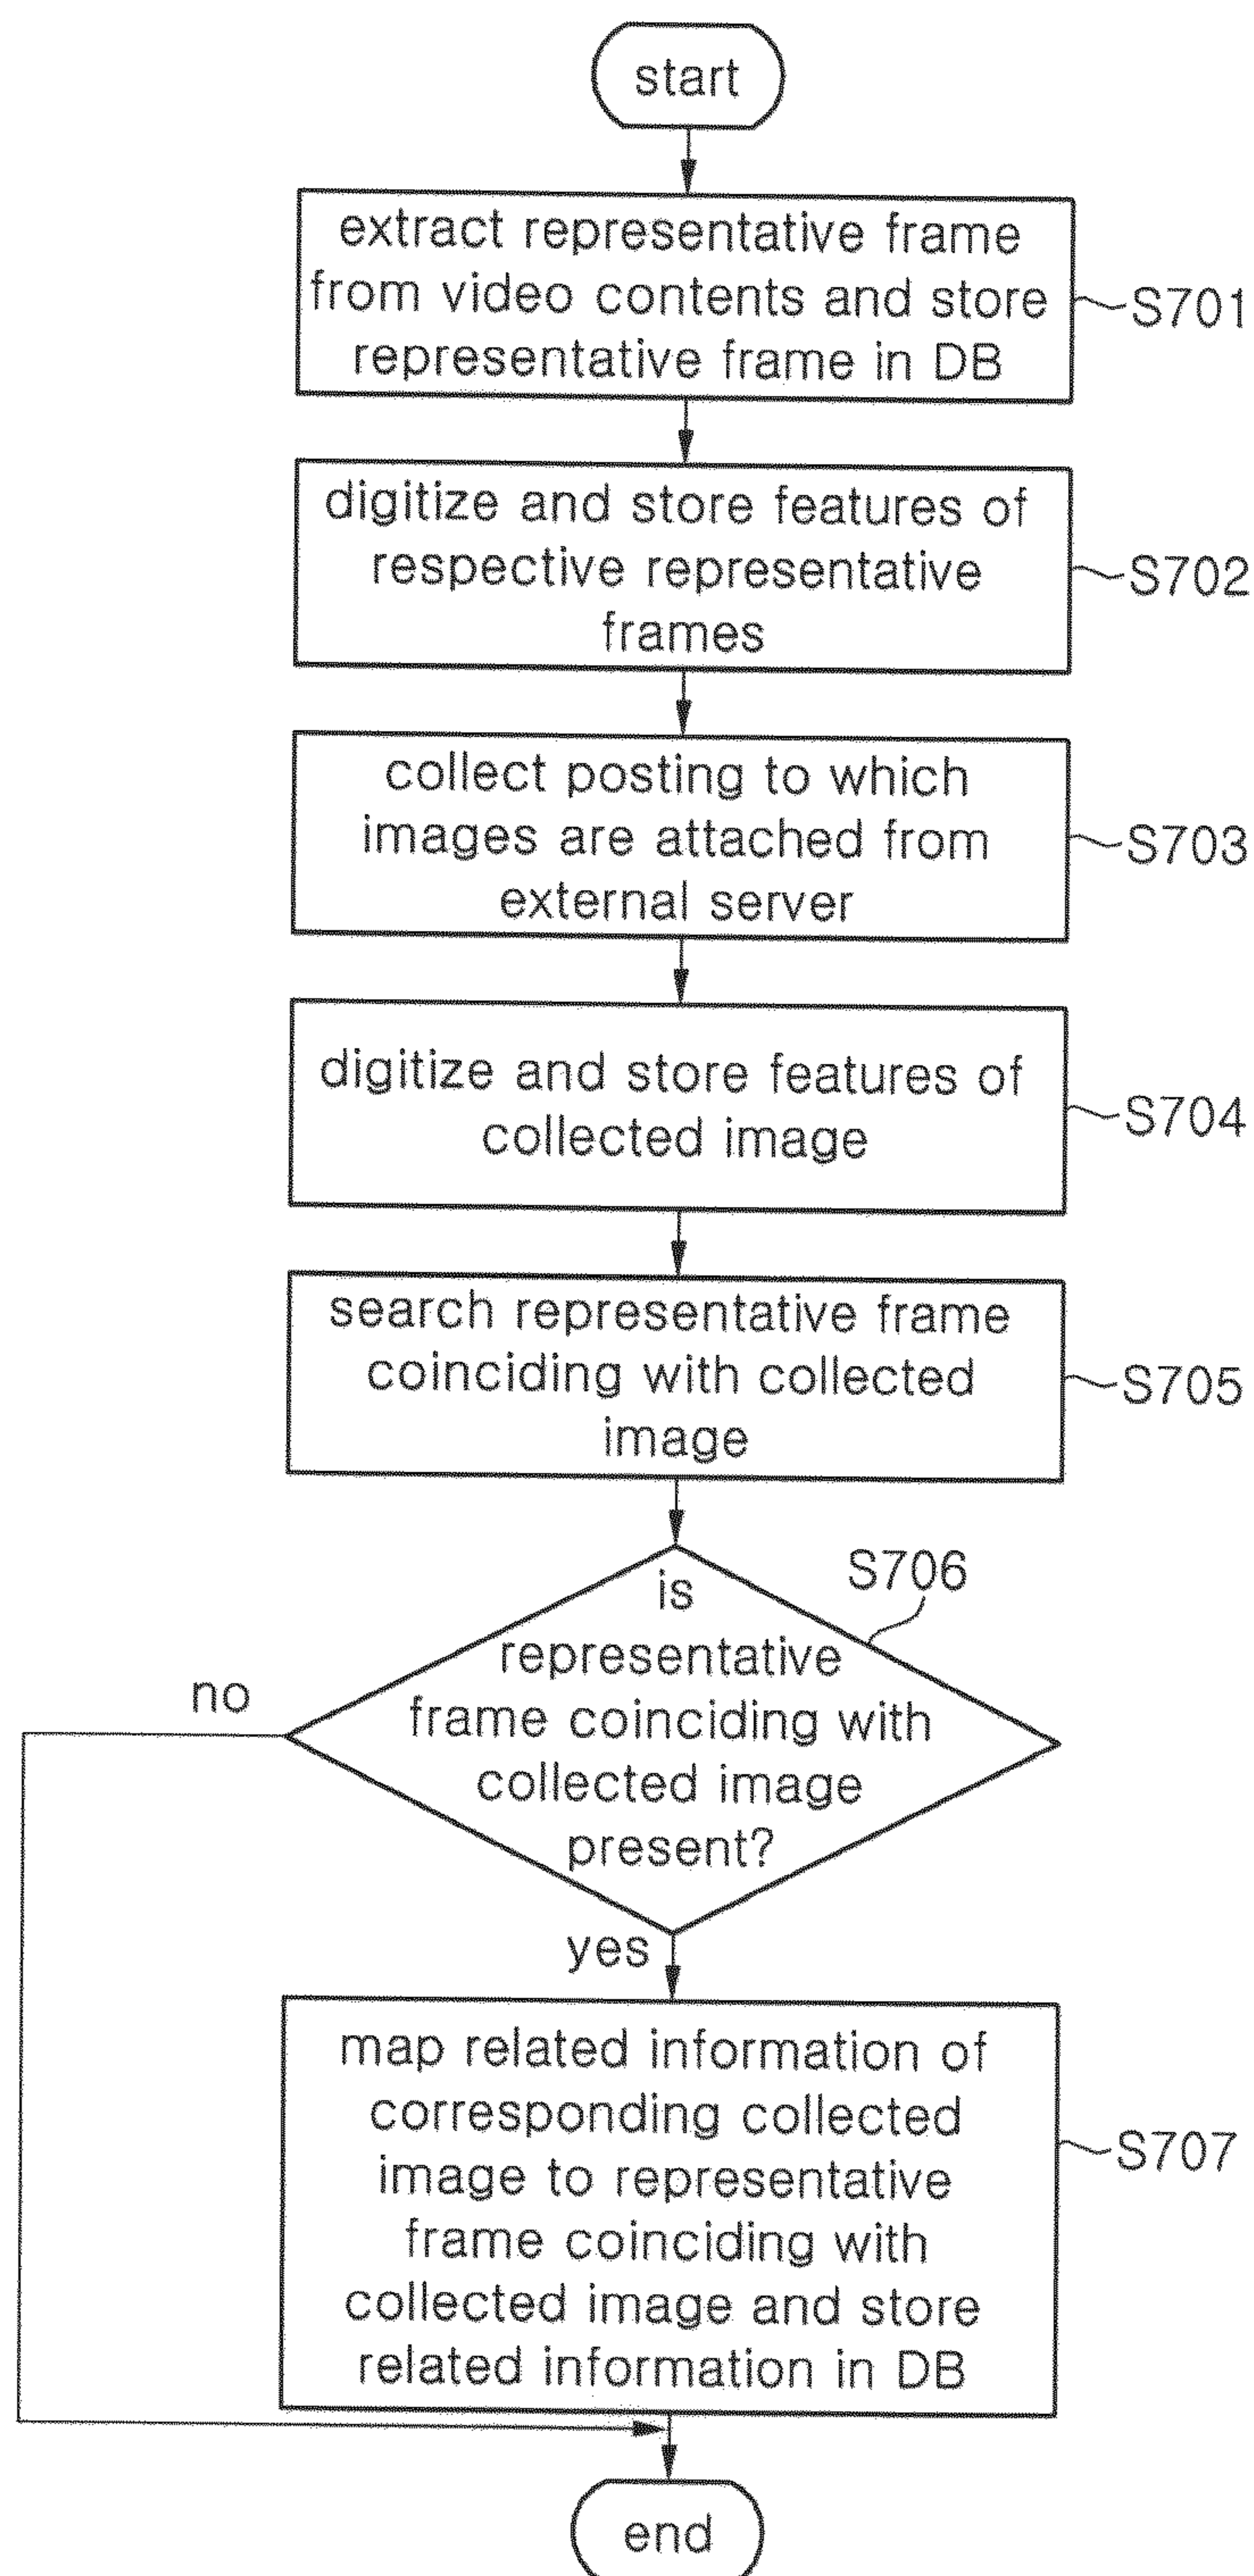 start
extract representative frame
from video contents and store
representative frame in DB
S701
digitize and store features of
respective representative
frames
S702
collect posting to which
images are attached from
external server
S703
digitize and store features of
collected image
S704
search representative frame
coinciding with collected
image
S705
S706
is
representative
frame coinciding with
collected image
present?
no
yes
map related information of
corresponding collected
image to representative
frame coinciding with
collected image and store
related information in DB
S707
end